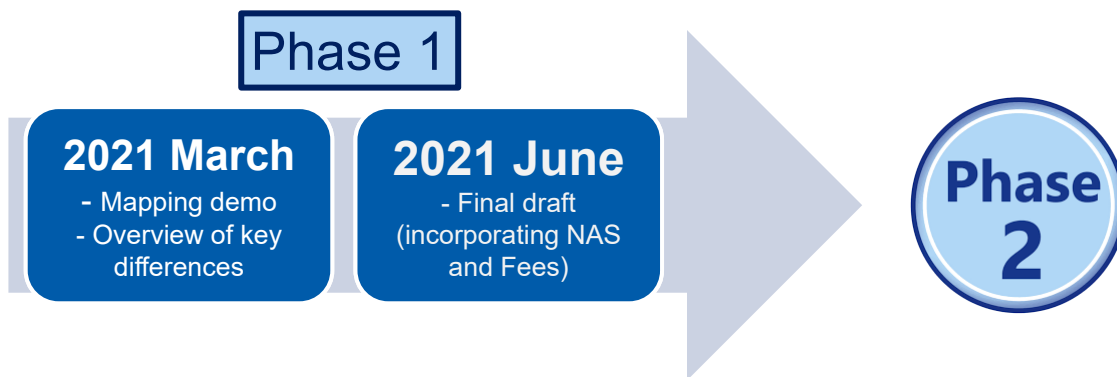 Phase 1
2021 March
- Mapping demo
- Overview of key
differences
2021 June
- Final draft
(incorporating NAS
and Fees)
Phase
2